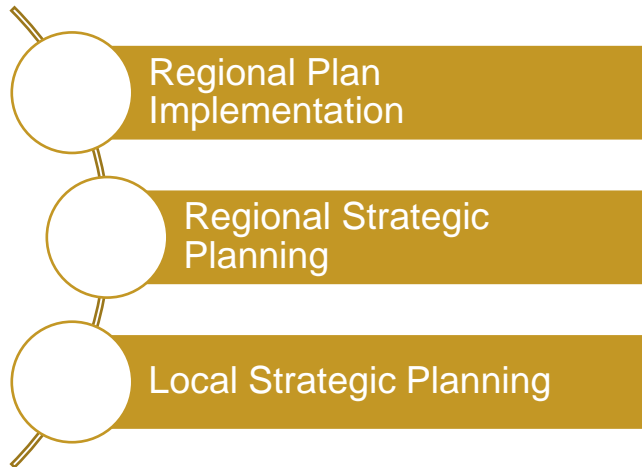 Regional Plan
Implementation
Regional Strategic
Planning
Local Strategic Planning